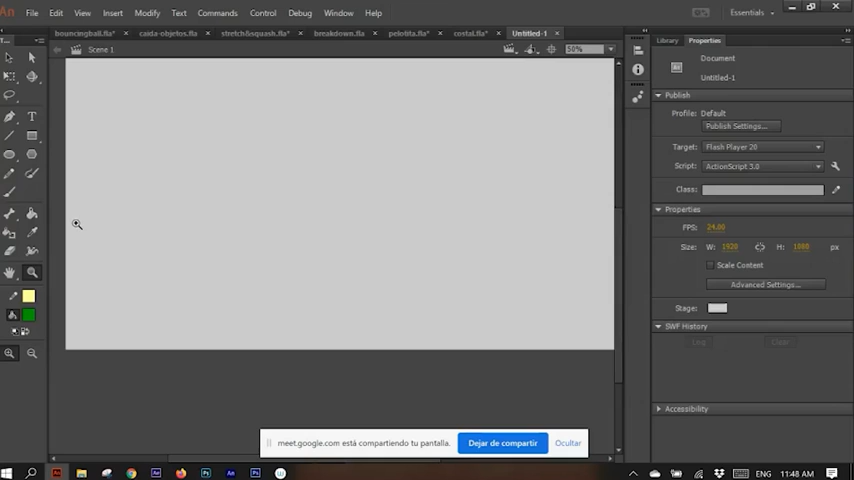 An File Edit View Insert Modify Text Commands Control Debug Window Help Essentials
bouncingball.fla* × caida-objetos.fla × stretch&squash.fla* × breakdown.fla × pelotita.fla* × costal.fla* × Untitled-1 ×
Scene 1 50%
Library Properties
Document
Untitled-1
Publish
Profile: Default
Publish Settings...
Target: Flash Player 20
Script: ActionScript 3.0
Class:
Properties
FPS: 24.00
Size: W: 1920 H: 1080 px
Scale Content
Advanced Settings...
Stage:
SWF History
Log Clear
Accessibility
meet.google.com está compartiendo tu pantalla. Dejar de compartir Ocultar
ENG 11:48 AM